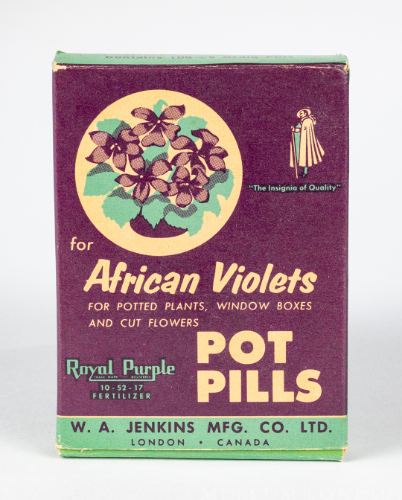 "The Insignia of Quality"
for
African Violets
FOR POTTED PLANTS, WINDOW BOXES
AND CUT FLOWERS
POT
PILLS
Royal Purple
10-52-17
FERTILIZER
W. A. JENKINS MFG. CO. LTD.
LONDON • CANADA